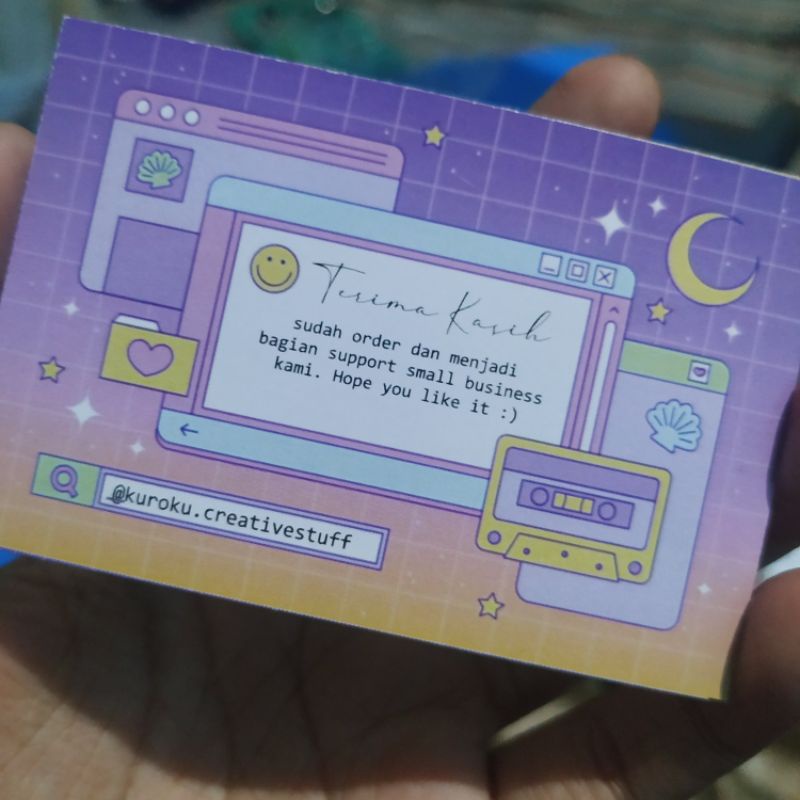 Terima Kasih
sudah order dan menjadi
bagian support small business
kami. Hope you like it :)
@kuroku.creativestuff